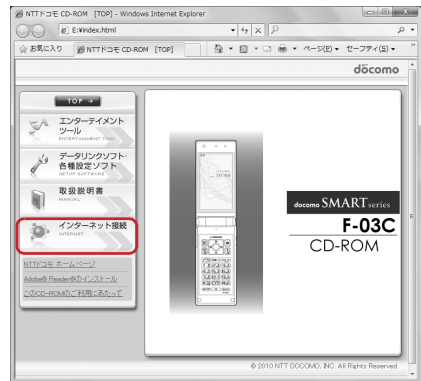 NTTドコモ CD-ROM [TOP] - Windows Internet Explorer
E:¥index.html
お気に入り
NTTドコモ CD-ROM [TOP]
ページ(P)
セーフティ(S)
döcomo
TOP →
エンターテイメント
ツール
ENTERTAINMENT TOOL
データリンクソフト・
各種設定ソフト
SETUP SOFTWARE
取扱説明書
MANUAL
インターネット接続
INTERNET
NTTドコモ ホームページ
Adobe® Reader®のインストール
このCD-ROMのご利用にあたって
docomo SMART series
F-03C
CD-ROM
© 2010 NTT DOCOMO, INC. All Rights Reserved